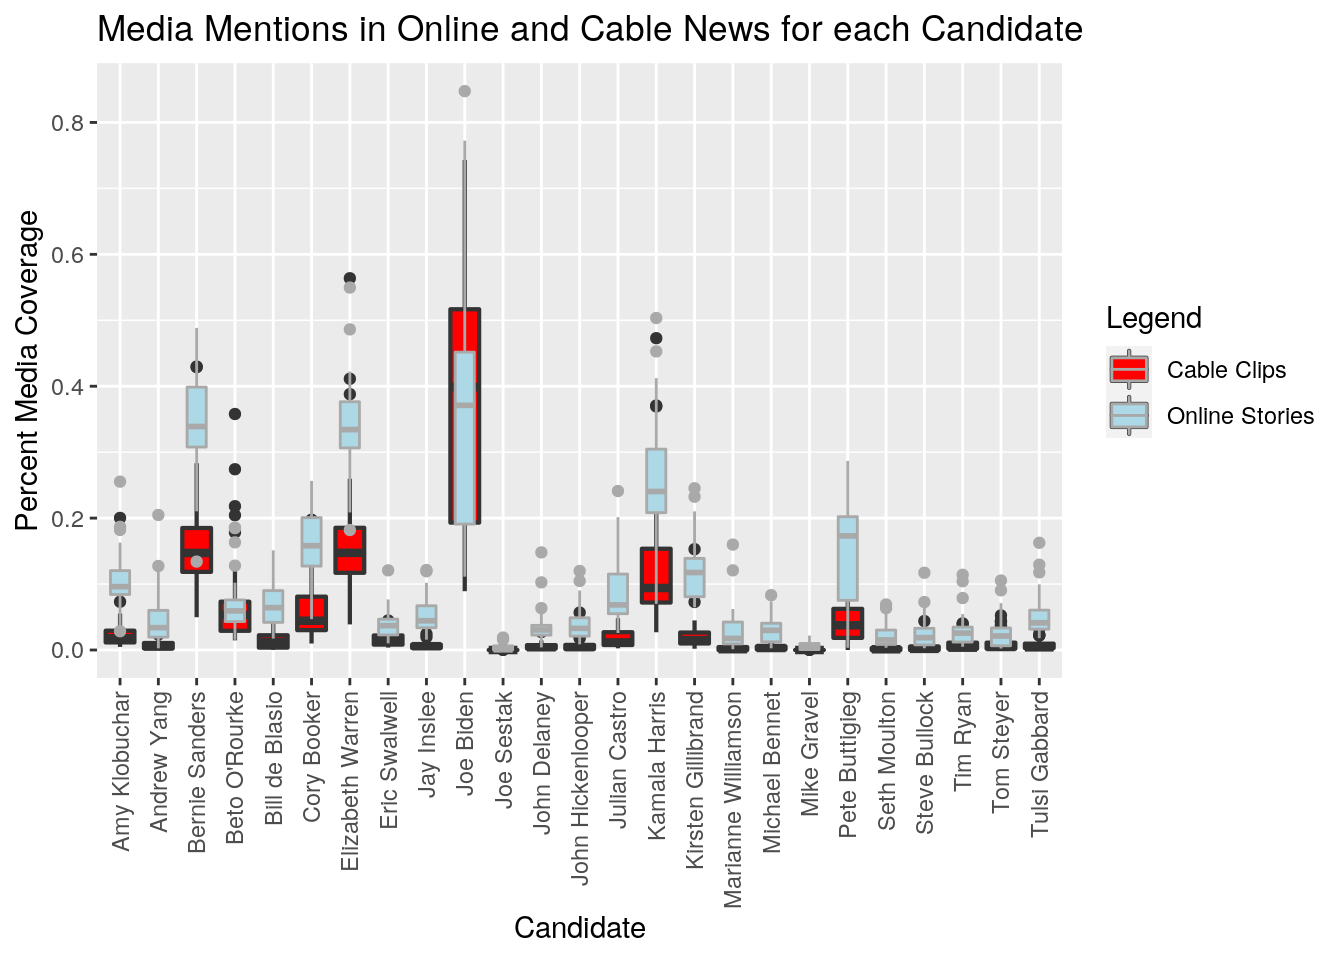 Media Mentions in Online and Cable News for each Candidate
Percent Media Coverage
0.8
0.6
0.4
0.2
0.0
Amy Klobuchar
Andrew Yang
Bernie Sanders
Beto O'Rourke
Bill de Blasio
Cory Booker
Elizabeth Warren
Eric Swalwell
Jay Inslee
Joe Biden
Joe Sestak
John Delaney
John Hickenlooper
Julian Castro
Kamala Harris
Kirsten Gillibrand
Marianne Williamson
Michael Bennet
Mike Gravel
Pete Buttigieg
Seth Moulton
Steve Bullock
Tim Ryan
Tom Steyer
Tulsi Gabbard
Candidate
Legend
Cable Clips
Online Stories